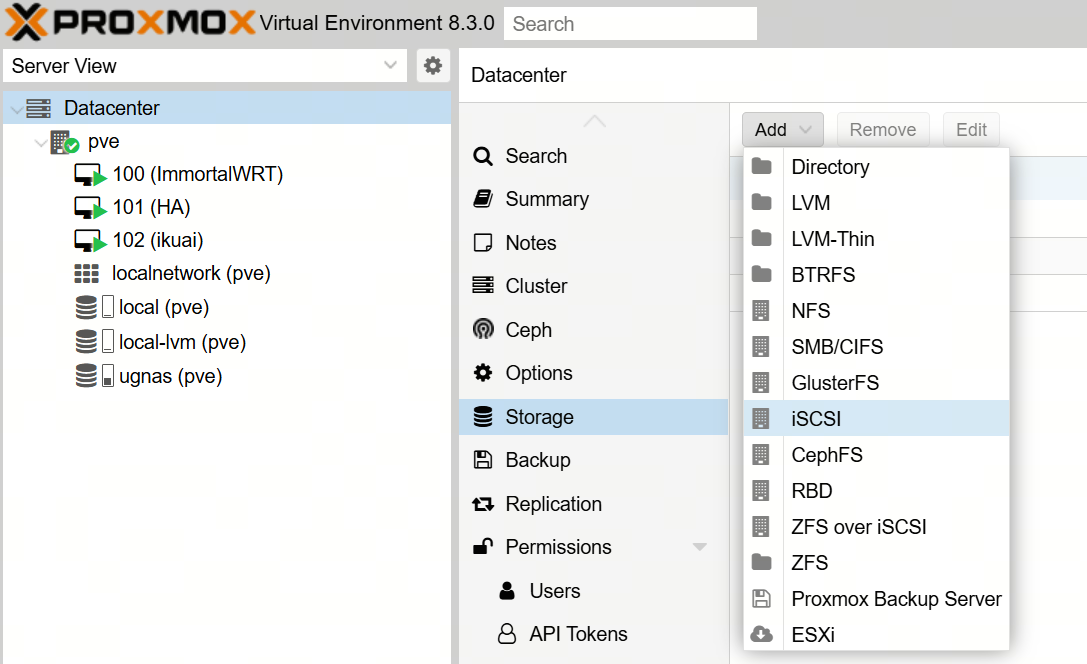 PROXMOX Virtual Environment 8.3.0 Search
Server View
Datacenter
pve
100 (ImmortalWRT)
101 (HA)
102 (ikuai)
localnetwork (pve)
local (pve)
local-lvm (pve)
ugnas (pve)
Datacenter
Search
Summary
Notes
Cluster
Ceph
Options
Storage
Backup
Replication
Permissions
Users
API Tokens
Add Remove Edit
Directory
LVM
LVM-Thin
BTRFS
NFS
SMB/CIFS
GlusterFS
iSCSI
CephFS
RBD
ZFS over iSCSI
ZFS
Proxmox Backup Server
ESXi